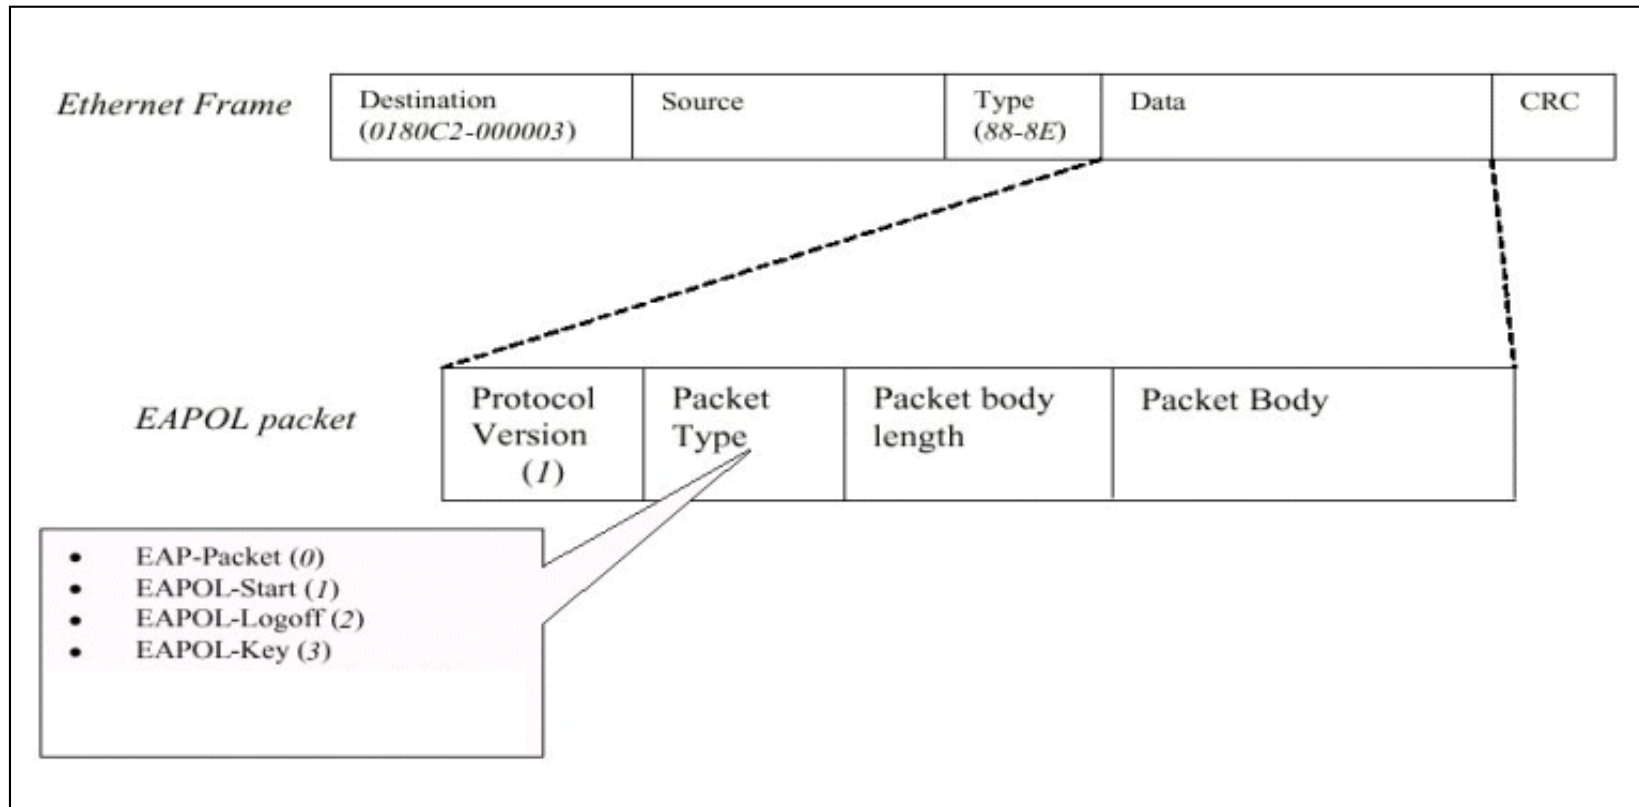 Ethernet Frame
Destination
(0180C2-000003)
Source
Type
(88-8E)
Data
CRC
EAPOL packet
Protocol
Version
(1)
Packet
Type
Packet body
length
Packet Body
• EAP-Packet (0)
• EAPOL-Start (1)
• EAPOL-Logoff (2)
• EAPOL-Key (3)